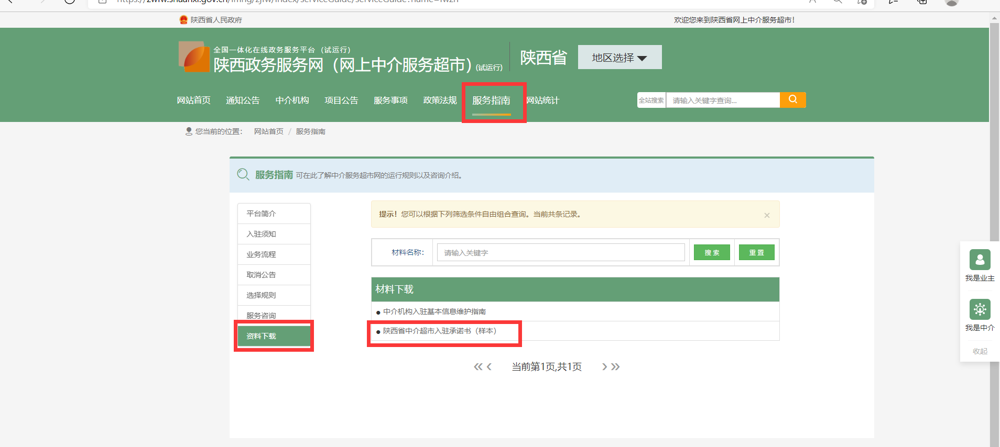 陕西省人民政府
欢迎您来到陕西省网上中介服务超市！
全国一体化在线政务服务平台（试运行）
陕西政务服务网（网上中介服务超市）(试运行)
陕西省
地区选择
网站首页 通知公告 中介机构 项目公告 服务事项 政策法规 服务指南 网站统计
全站搜索 请输入关键字查询...
您当前的位置： 网站首页 / 服务指南
服务指南 可在此了解中介服务超市网的运行规则以及咨询介绍。
平台简介
入驻须知
业务流程
取消公告
选择规则
服务咨询
资料下载
提示！您可以根据下列筛选条件自由组合查询。当前共条记录。 ×
材料名称： 请输入关键字 搜 索 重 置
材料下载
● 中介机构入驻基本信息维护指南
● 陕西省中介超市入驻承诺书（样本）
« ‹ 当前第1页,共1页 › »
我是业主
我是中介
收起